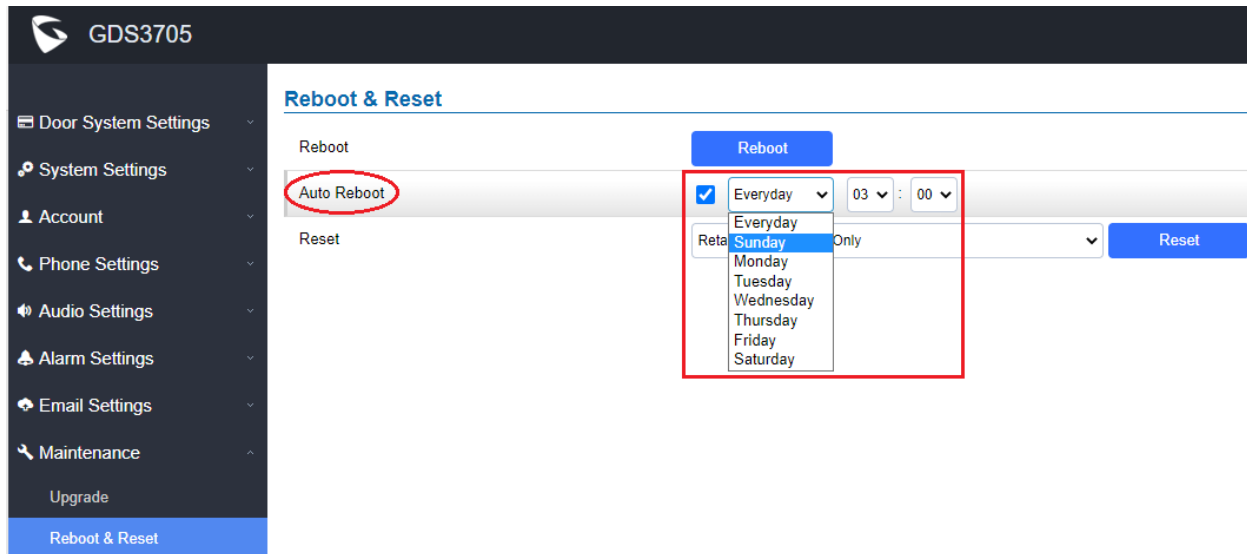 GDS3705
Door System Settings
System Settings
Account
Phone Settings
Audio Settings
Alarm Settings
Email Settings
Maintenance
Upgrade
Reboot & Reset
Reboot & Reset
Reboot Reboot
Auto Reboot Everyday 03 : 00
Everyday
Sunday
Monday
Tuesday
Wednesday
Thursday
Friday
Saturday
Reset Only Reset